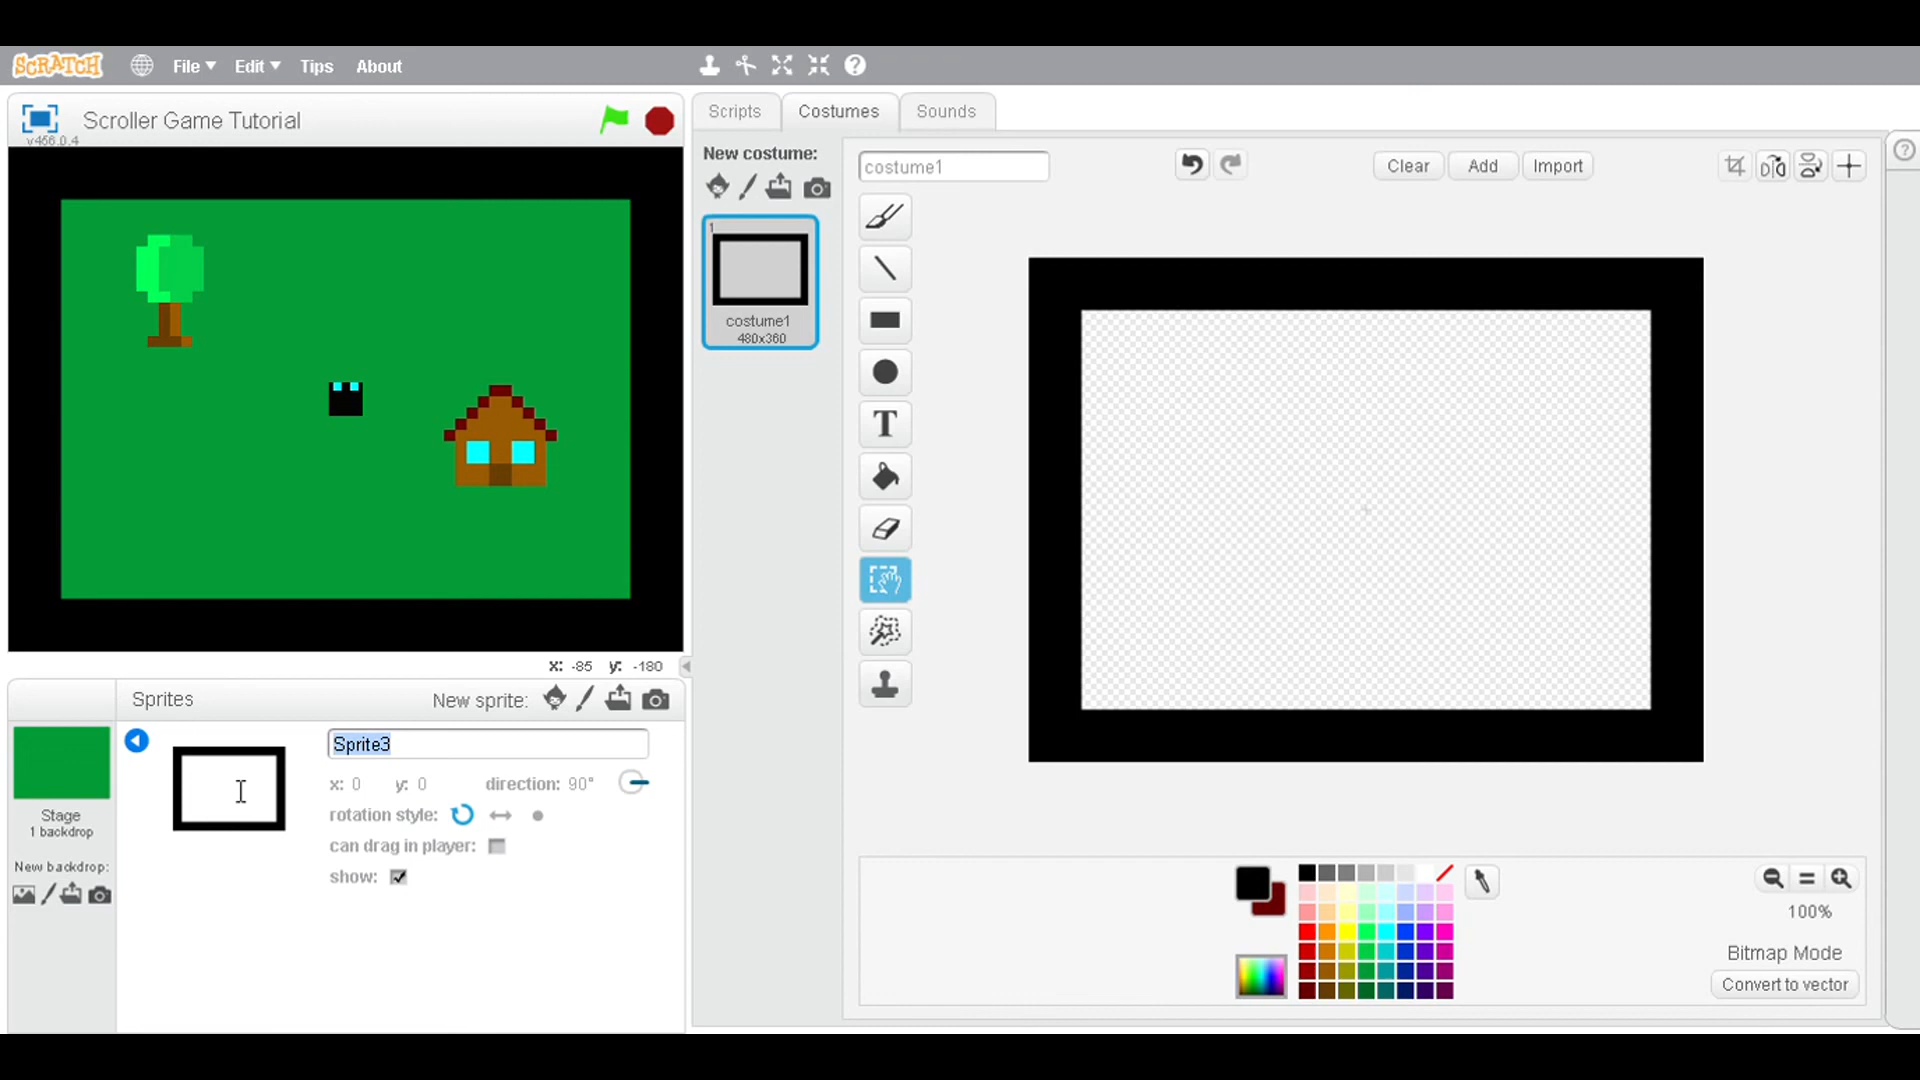 SCRATCH File Edit Tips About
Scripts Costumes Sounds
Scroller Game Tutorial
v456.0.4
New costume:
costume1
Clear Add Import
T
1
costume1
480x360
x: -85 y: -180
Sprites New sprite:
Sprite3
x: 0 y: 0 direction: 90°
rotation style:
can drag in player:
show:
Stage
1 backdrop
New backdrop:
100%
Bitmap Mode
Convert to vector